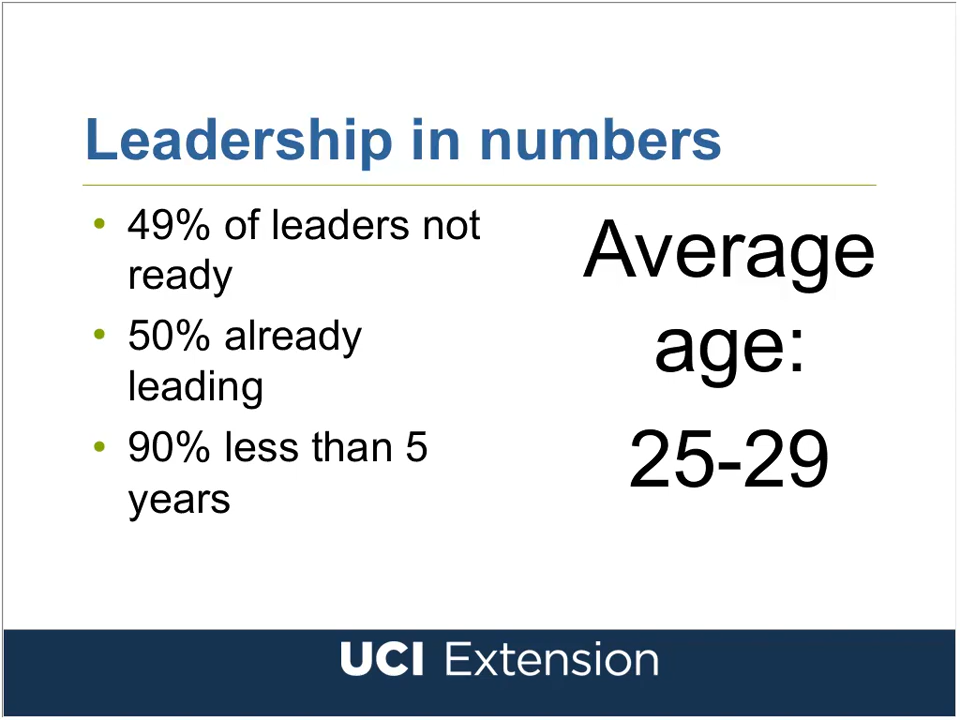 Leadership in numbers
• 49% of leaders not
ready
• 50% already
leading
• 90% less than 5
years
Average
age:
25-29
UCI Extension